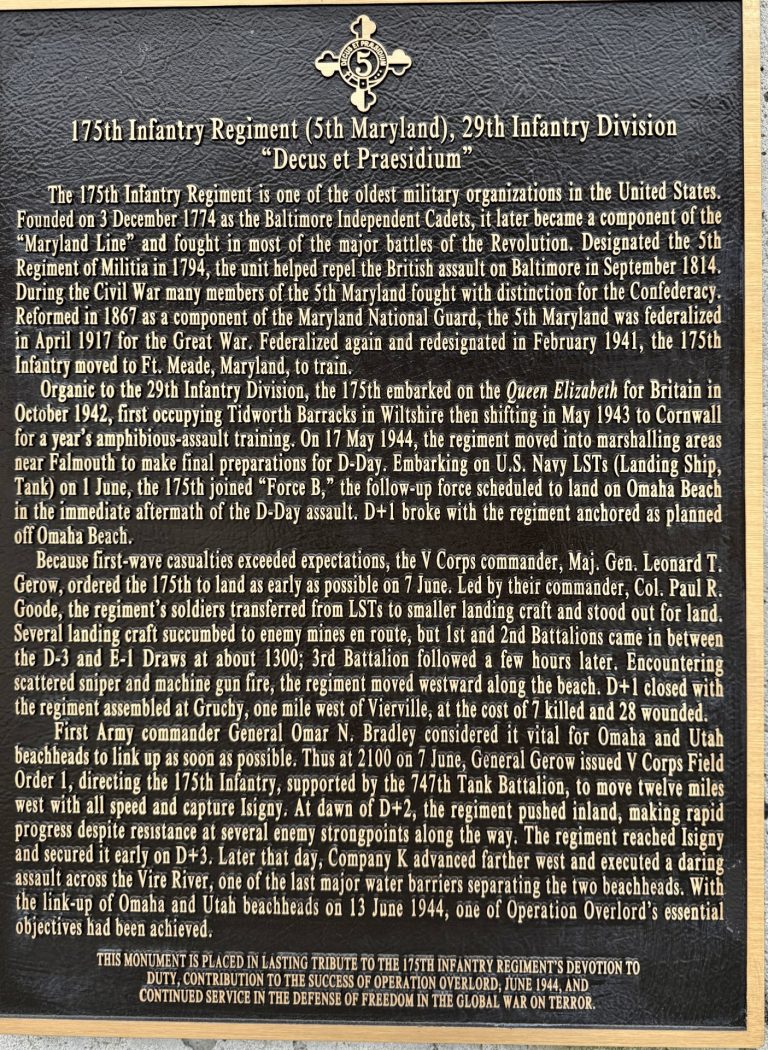 DECUS ET PRÆSIDIUM
5
175th Infantry Regiment (5th Maryland), 29th Infantry Division
“Decus et Praesidium”
The 175th Infantry Regiment is one of the oldest military organizations in the United States.
Founded on 3 December 1774 as the Baltimore Independent Cadets, it later became a component of the
“Maryland Line” and fought in most of the major battles of the Revolution. Designated the 5th
Regiment of Militia in 1794, the unit helped repel the British assault on Baltimore in September 1814.
During the Civil War many members of the 5th Maryland fought with distinction for the Confederacy.
Reformed in 1867 as a component of the Maryland National Guard, the 5th Maryland was federalized
in April 1917 for the Great War. Federalized again and redesignated in February 1941, the 175th
Infantry moved to Ft. Meade, Maryland, to train.
Organic to the 29th Infantry Division, the 175th embarked on the Queen Elizabeth for Britain in
October 1942, first occupying Tidworth Barracks in Wiltshire then shifting in May 1943 to Cornwall
for a year’s amphibious-assault training. On 17 May 1944, the regiment moved into marshalling areas
near Falmouth to make final preparations for D-Day. Embarking on U.S. Navy LSTs (Landing Ship,
Tank) on 1 June, the 175th joined “Force B,” the follow-up force scheduled to land on Omaha Beach
in the immediate aftermath of the D-Day assault. D+1 broke with the regiment anchored as planned
off Omaha Beach.
Because first-wave casualties exceeded expectations, the V Corps commander, Maj. Gen. Leonard T.
Gerow, ordered the 175th to land as early as possible on 7 June. Led by their commander, Col. Paul R.
Goode, the regiment’s soldiers transferred from LSTs to smaller landing craft and stood out for land.
Several landing craft succumbed to enemy mines en route, but 1st and 2nd Battalions came in between
the D-3 and E-1 Draws at about 1300; 3rd Battalion followed a few hours later. Encountering
scattered sniper and machine gun fire, the regiment moved westward along the beach. D+1 closed with
the regiment assembled at Gruchy, one mile west of Vierville, at the cost of 7 killed and 28 wounded.
First Army commander General Omar N. Bradley considered it vital for Omaha and Utah
beachheads to link up as soon as possible. Thus at 2100 on 7 June, General Gerow issued V Corps Field
Order 1, directing the 175th Infantry, supported by the 747th Tank Battalion, to move twelve miles
west with all speed and capture Isigny. At dawn of D+2, the regiment pushed inland, making rapid
progress despite resistance at several enemy strongpoints along the way. The regiment reached Isigny
and secured it early on D+3. Later that day, Company K advanced farther west and executed a daring
assault across the Vire River, one of the last major water barriers separating the two beachheads. With
the link-up of Omaha and Utah beachheads on 13 June 1944, one of Operation Overlord’s essential
objectives had been achieved.
THIS MONUMENT IS PLACED IN LASTING TRIBUTE TO THE 175TH INFANTRY REGIMENT’S DEVOTION TO
DUTY, CONTRIBUTION TO THE SUCCESS OF OPERATION OVERLORD, JUNE 1944, AND
CONTINUED SERVICE IN THE DEFENSE OF FREEDOM IN THE GLOBAL WAR ON TERROR.